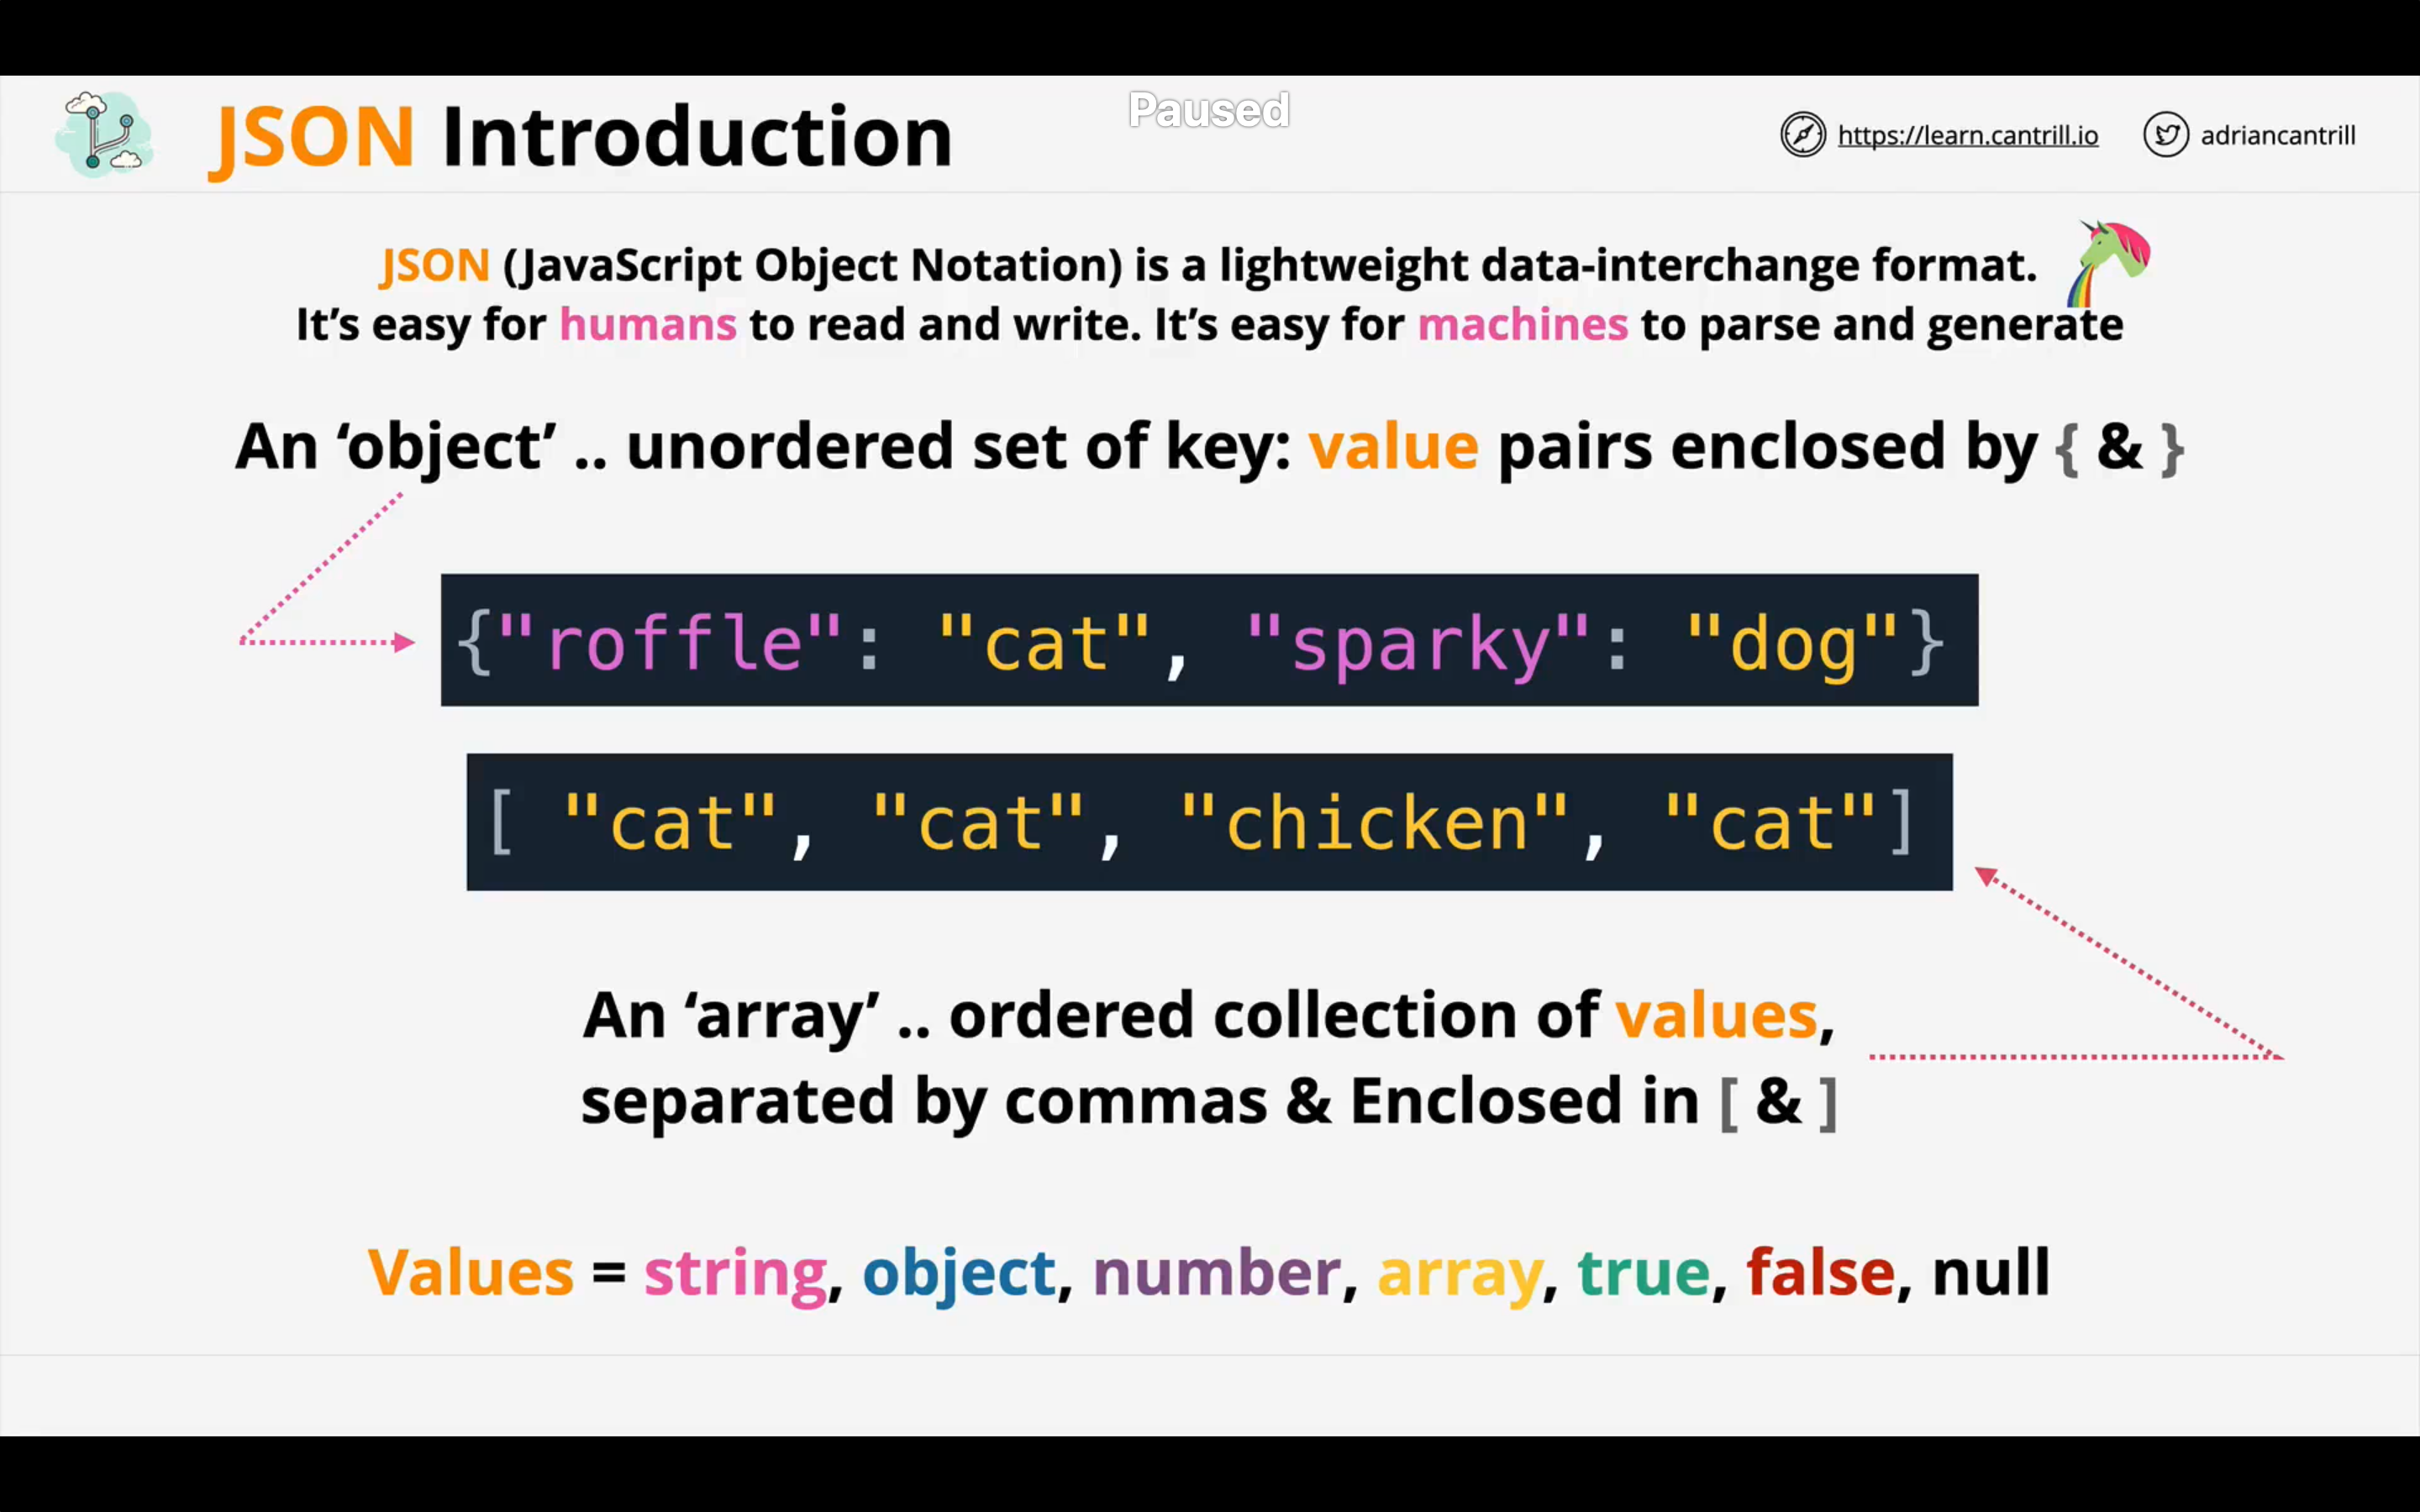 JSON Introduction
Paused
https://learn.cantrill.io
adriancantrill
JSON (JavaScript Object Notation) is a lightweight data-interchange format.
It’s easy for humans to read and write. It’s easy for machines to parse and generate
An ‘object’ .. unordered set of key: value pairs enclosed by { & }
{"roffle": "cat", "sparky": "dog"}
[ "cat", "cat", "chicken", "cat"]
An ‘array’ .. ordered collection of values,
separated by commas & Enclosed in [ & ]
Values = string, object, number, array, true, false, null